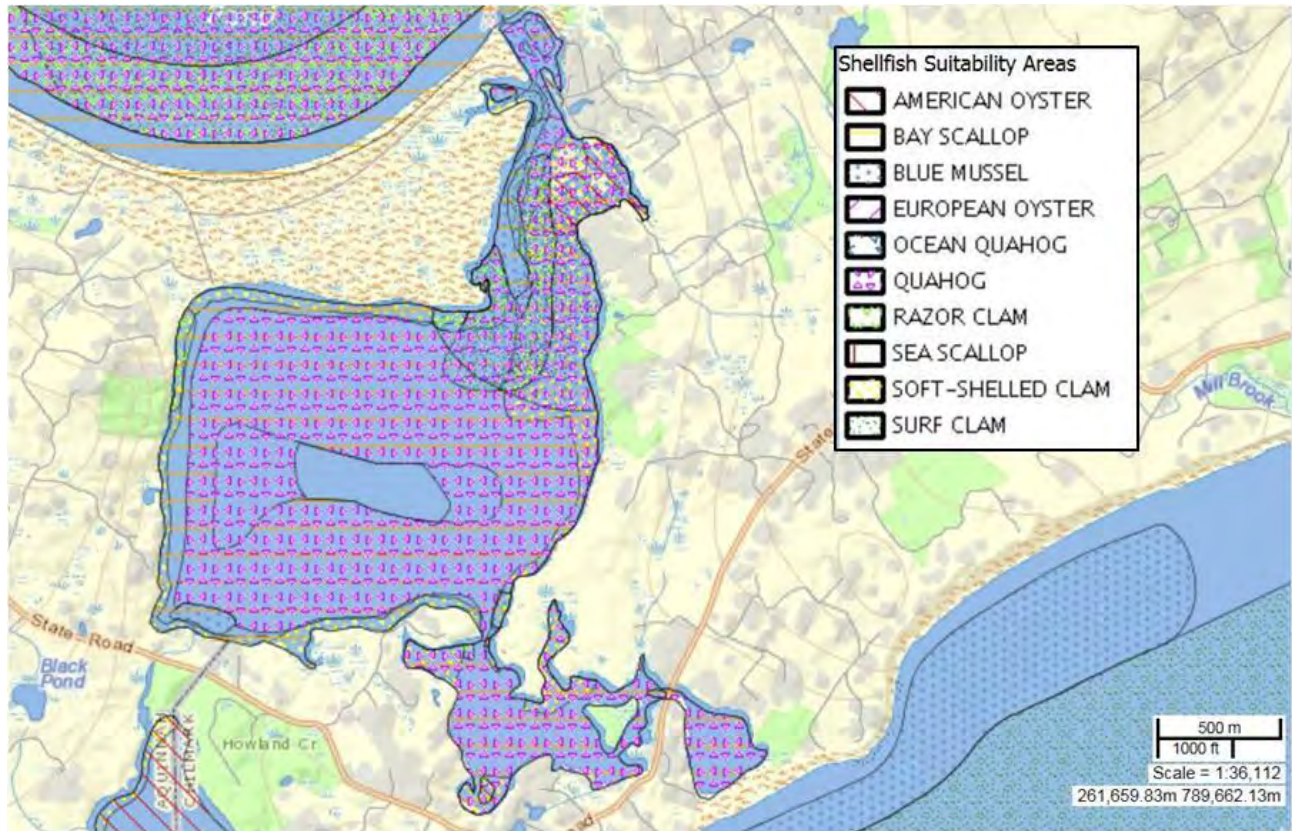 Shellfish Suitability Areas
AMERICAN OYSTER
BAY SCALLOP
BLUE MUSSEL
EUROPEAN OYSTER
OCEAN QUAHOG
QUAHOG
RAZOR CLAM
SEA SCALLOP
SOFT-SHELLED CLAM
SURF CLAM
Mill Brook
State
State Road
Black
Pond
AQUINNAH
CHILMARK
Howland Cr
500 m
1000 ft
Scale = 1:36,112
261,659.83m 789,662.13m